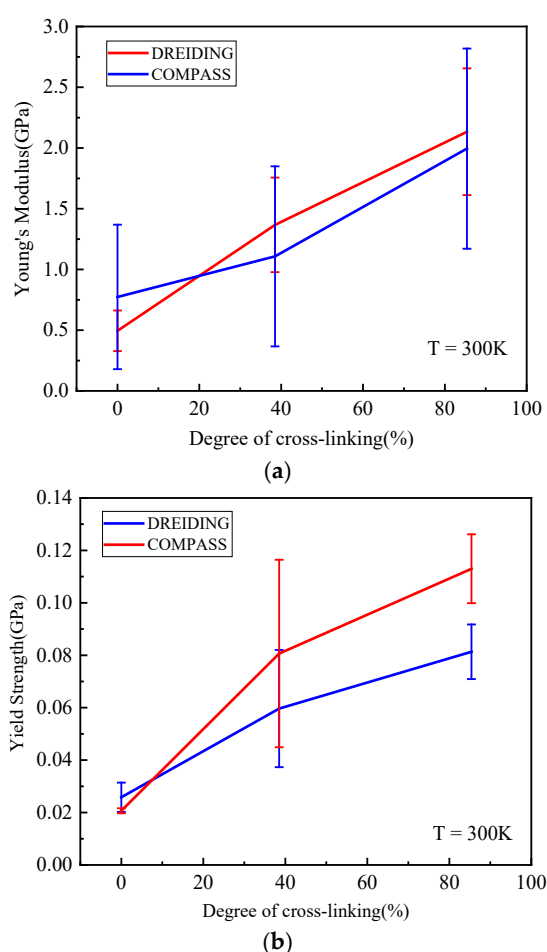 3.0
2.5
2.0
1.5
1.0
0.5
0.0
Young's Modulus(GPa)
DREIDING
COMPASS
T = 300K
0 20 40 60 80 100
Degree of cross-linking(%)
(a)
0.14
0.12
0.10
0.08
0.06
0.04
0.02
0.00
Yield Strength(GPa)
DREIDING
COMPASS
T = 300K
0 20 40 60 80 100
Degree of cross-linking(%)
(b)